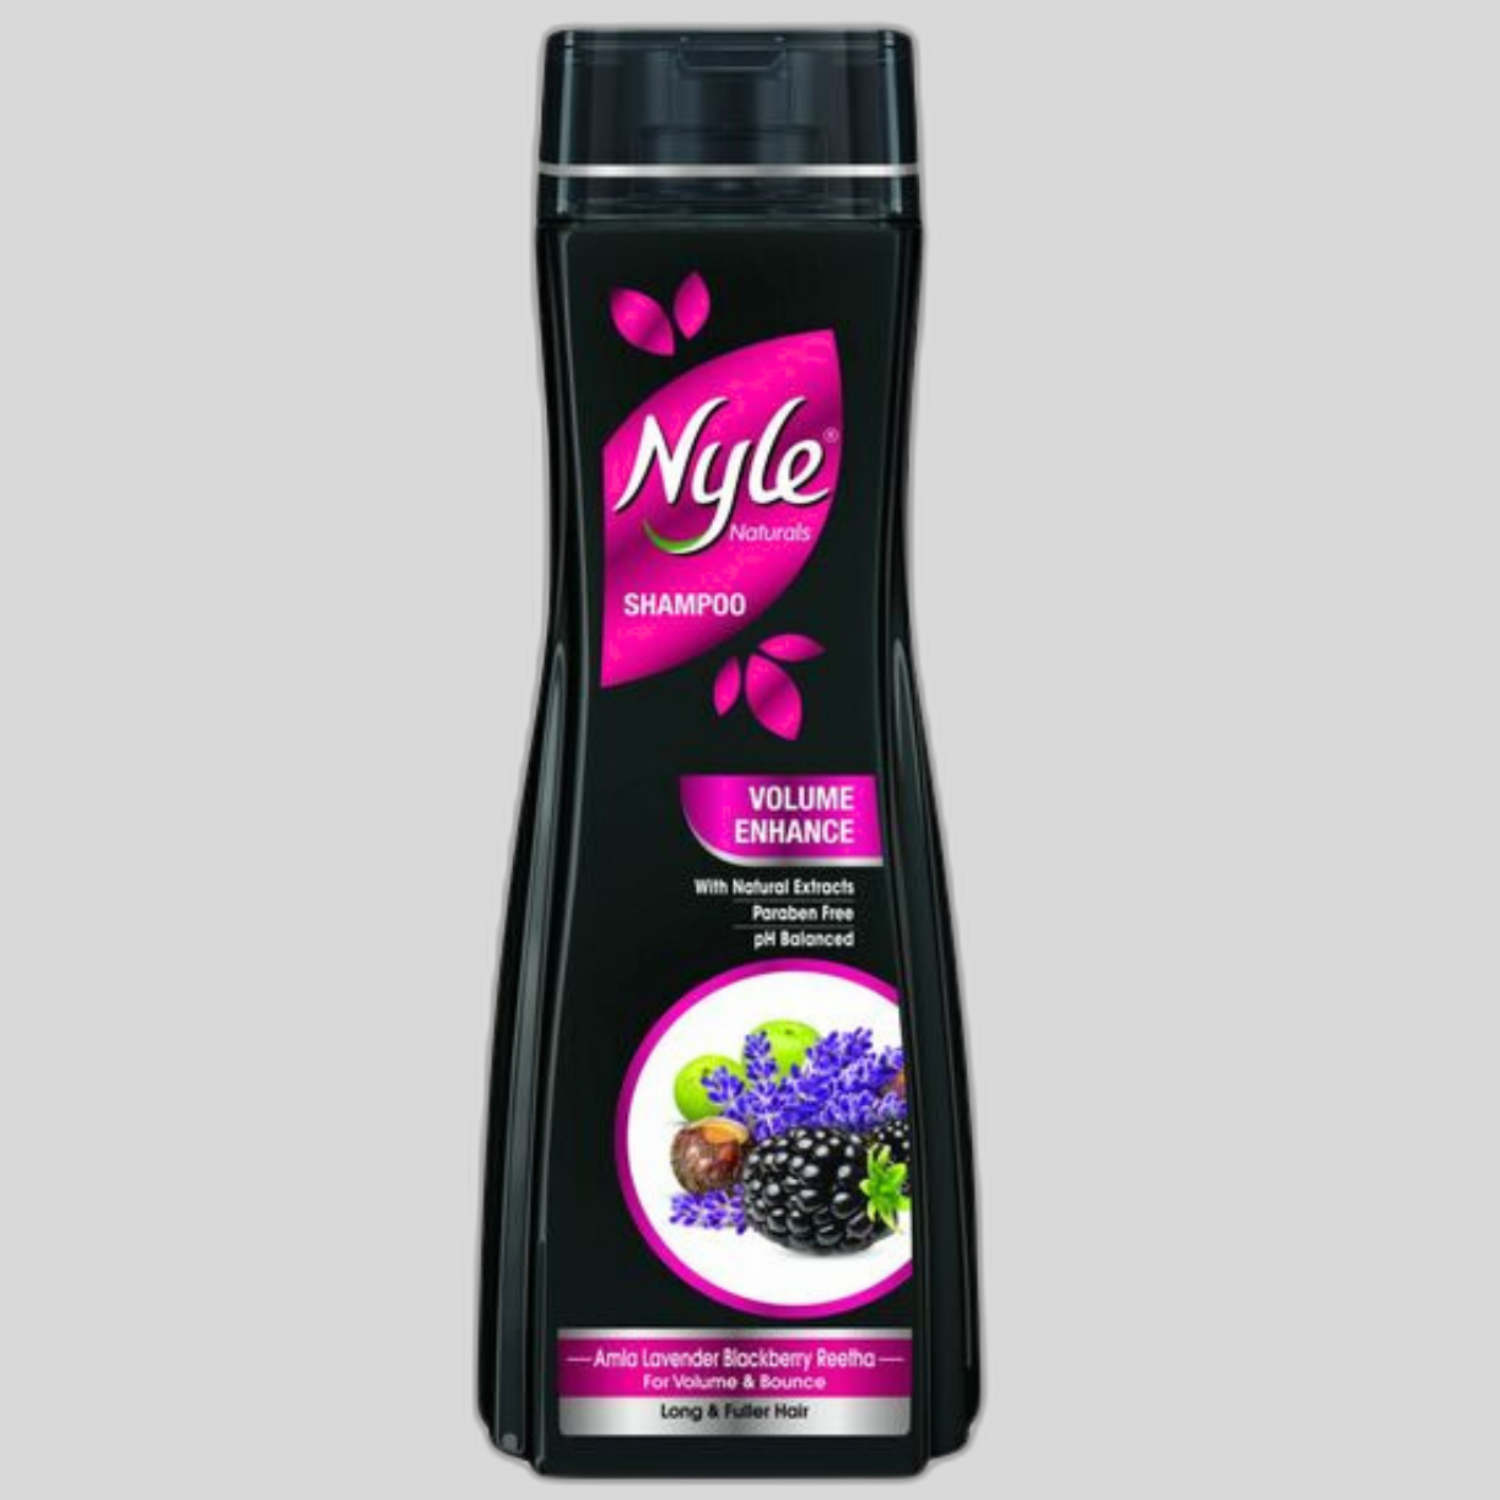 Nyle®
Naturals
SHAMPOO
VOLUME
ENHANCE
With Natural Extracts
Paraben Free
pH Balanced
Amla Lavender Blackberry Reetha
For Volume & Bounce
Long & Fuller Hair